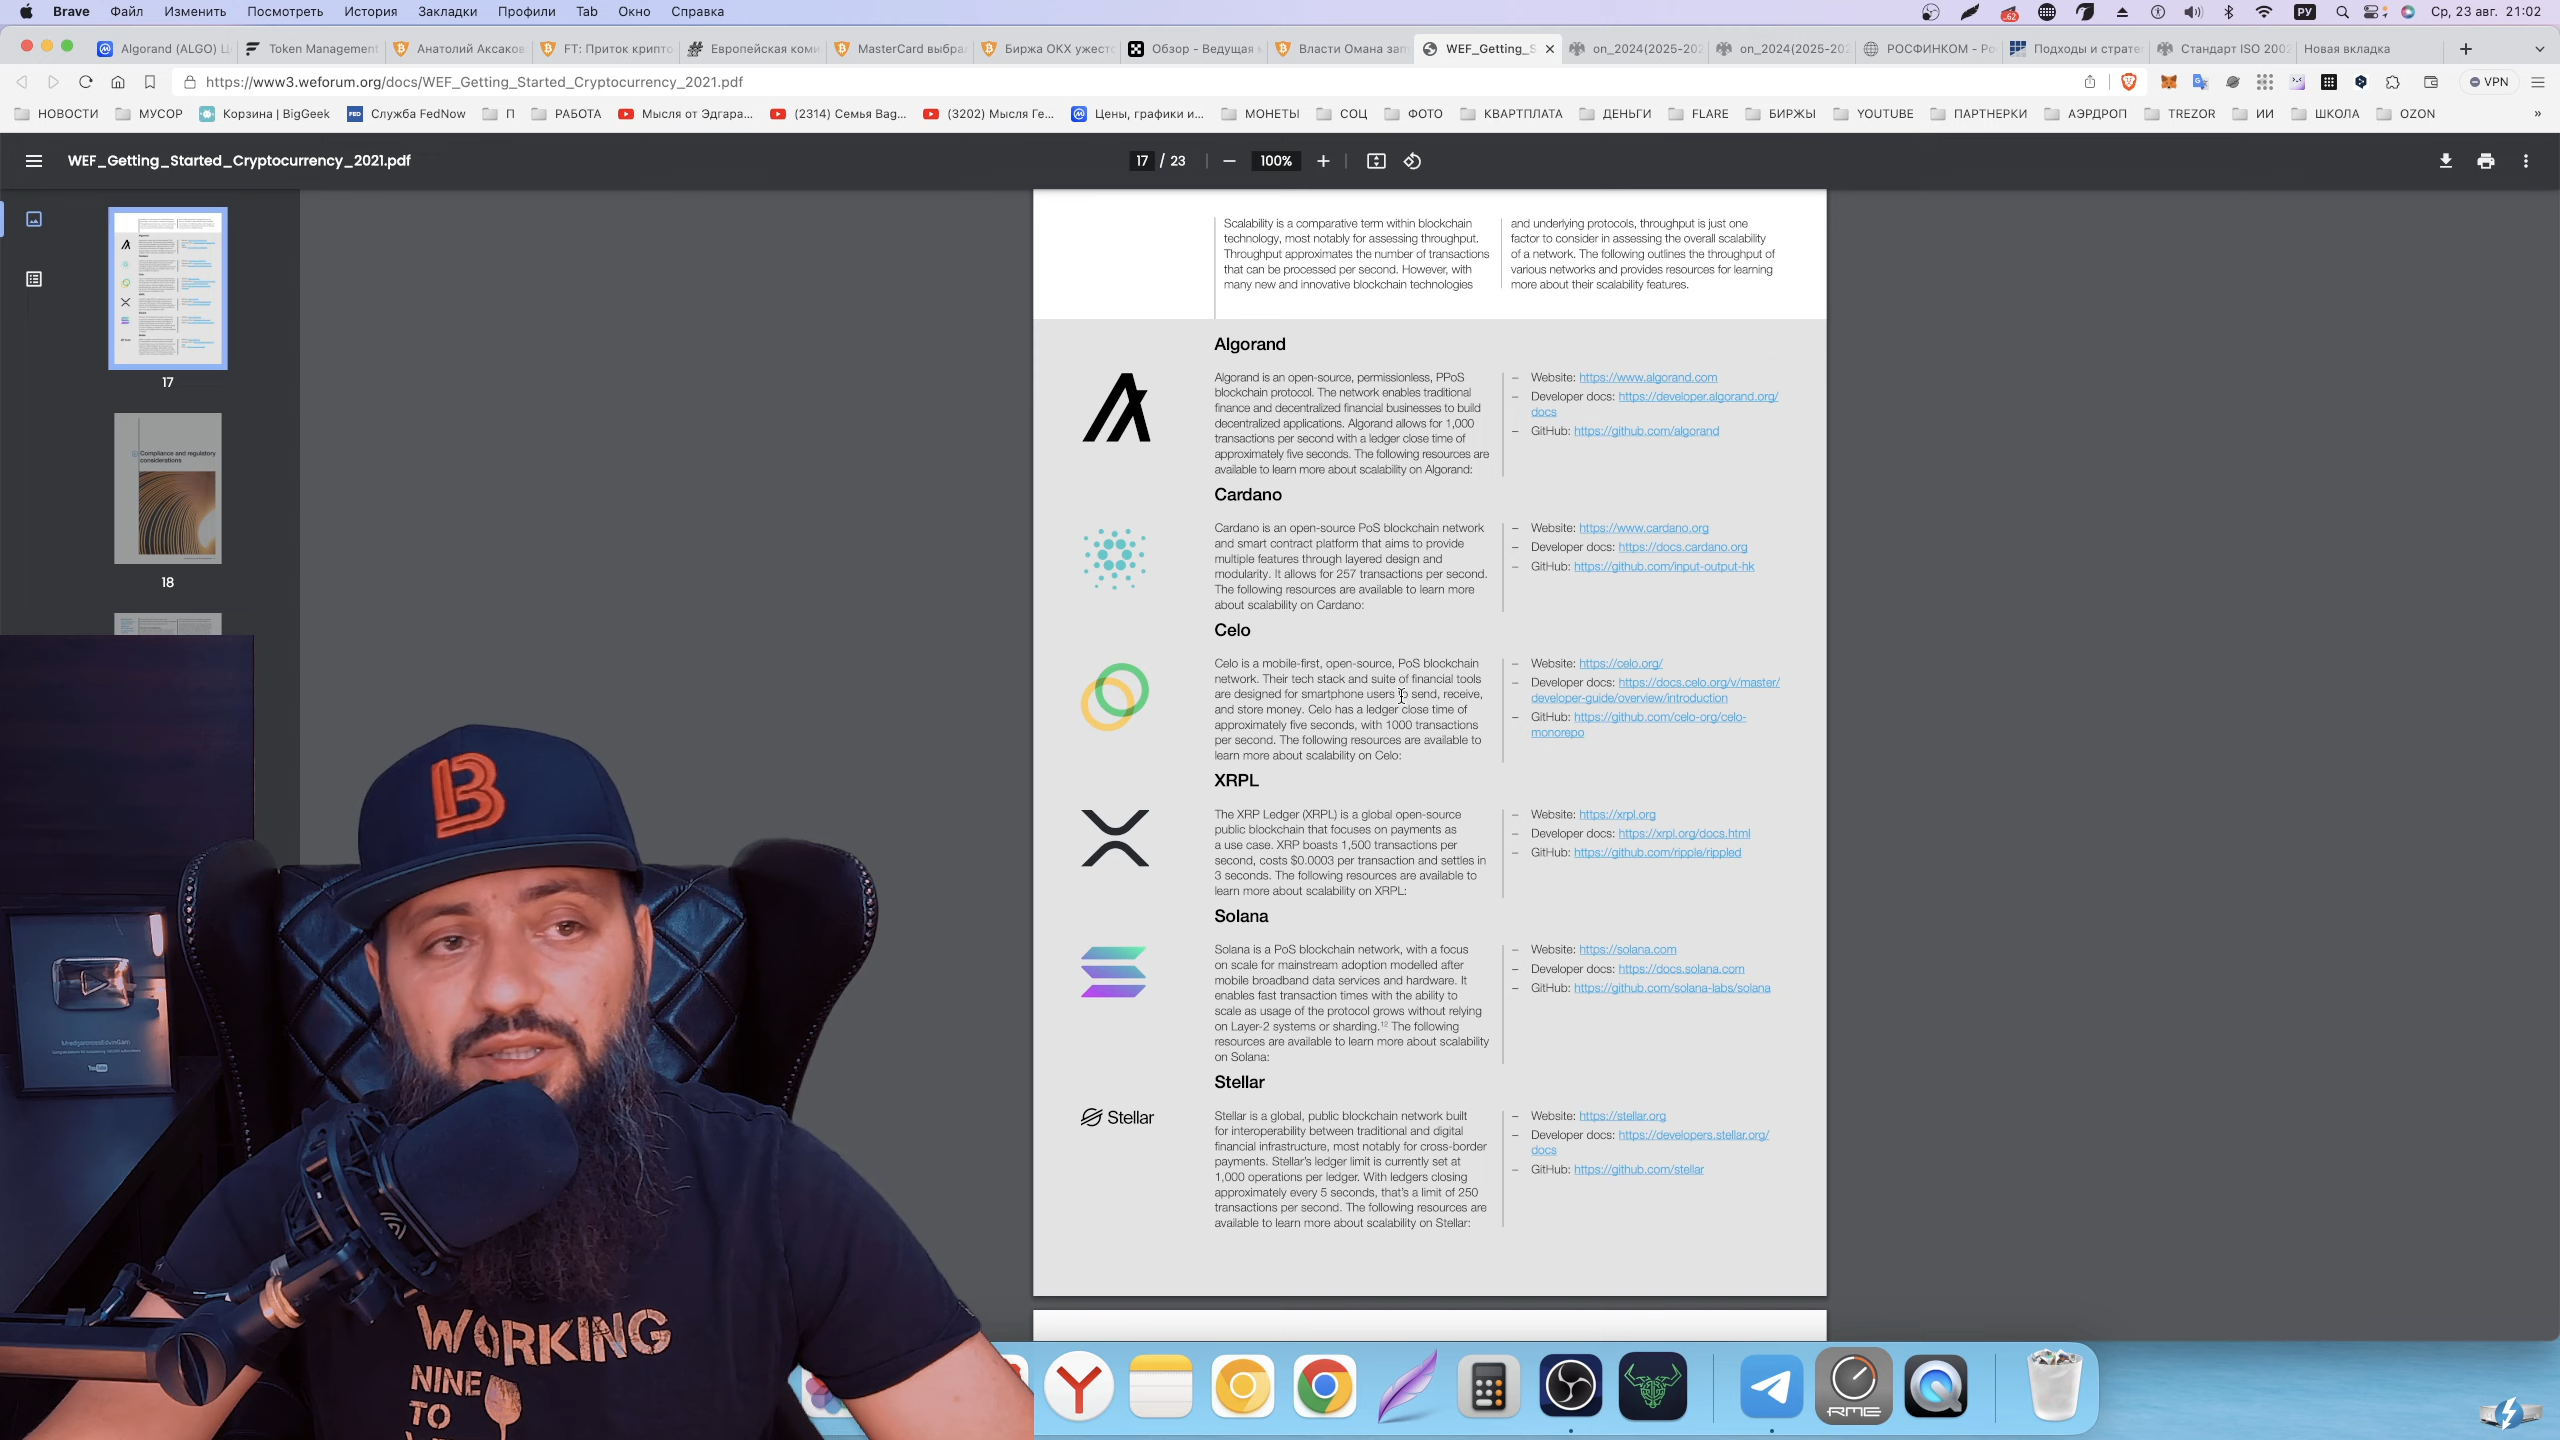 Brave Файл Изменить Посмотреть История Закладки Профили Tab Окно Справка
62 РУ Ср, 23 авг. 21:02
Algorand (ALGO) Ц Token Management Анатолий Аксаков FT: Приток крипто Европейская коми MasterCard выбра Биржа OKX ужест Обзор - Ведущая Власти Омана зап WEF_Getting_S on_2024(2025-202 on_2024(2025-202 РОСФИНКОМ - Ро Подходы и страте Стандарт ISO 2002 Новая вкладка
https://www3.weforum.org/docs/WEF_Getting_Started_Cryptocurrency_2021.pdf VPN
НОВОСТИ МУСОР Корзина | BigGeek FED Служба FedNow П РАБОТА Мысля от Эдгара... (2314) Семья Bag... (3202) Мысля Ге... Цены, графики и... МОНЕТЫ СОЦ ФОТО КВАРТПЛАТА ДЕНЬГИ FLARE БИРЖЫ YOUTUBE ПАРТНЕРКИ АЭРДРОП TREZOR ИИ ШКОЛА OZON »
WEF_Getting_Started_Cryptocurrency_2021.pdf 17 / 23 100%
17
Compliance and regulatory
considerations
18
Scalability is a comparative term within blockchain
technology, most notably for assessing throughput.
Throughput approximates the number of transactions
that can be processed per second. However, with
many new and innovative blockchain technologies
and underlying protocols, throughput is just one
factor to consider in assessing the overall scalability
of a network. The following outlines the throughput of
various networks and provides resources for learning
more about their scalability features.
Algorand
Algorand is an open-source, permissionless, PPoS
blockchain protocol. The network enables traditional
finance and decentralized financial businesses to build
decentralized applications. Algorand allows for 1,000
transactions per second with a ledger close time of
approximately five seconds. The following resources are
available to learn more about scalability on Algorand:
– Website: https://www.algorand.com
– Developer docs: https://developer.algorand.org/
docs
– GitHub: https://github.com/algorand
Cardano
Cardano is an open-source PoS blockchain network
and smart contract platform that aims to provide
multiple features through layered design and
modularity. It allows for 257 transactions per second.
The following resources are available to learn more
about scalability on Cardano:
– Website: https://www.cardano.org
– Developer docs: https://docs.cardano.org
– GitHub: https://github.com/input-output-hk
Celo
Celo is a mobile-first, open-source, PoS blockchain
network. Their tech stack and suite of financial tools
are designed for smartphone users to send, receive,
and store money. Celo has a ledger close time of
approximately five seconds, with 1000 transactions
per second. The following resources are available to
learn more about scalability on Celo:
– Website: https://celo.org/
– Developer docs: https://docs.celo.org/v/master/
developer-guide/overview/introduction
– GitHub: https://github.com/celo-org/celo-
monorepo
XRPL
The XRP Ledger (XRPL) is a global open-source
public blockchain that focuses on payments as
a use case. XRP boasts 1,500 transactions per
second, costs $0.0003 per transaction and settles in
3 seconds. The following resources are available to
learn more about scalability on XRPL:
– Website: https://xrpl.org
– Developer docs: https://xrpl.org/docs.html
– GitHub: https://github.com/ripple/rippled
Solana
Solana is a PoS blockchain network, with a focus
on scale for mainstream adoption modelled after
mobile broadband data services and hardware. It
enables fast transaction times with the ability to
scale as usage of the protocol grows without relying
on Layer-2 systems or sharding.12 The following
resources are available to learn more about scalability
on Solana:
– Website: https://solana.com
– Developer docs: https://docs.solana.com
– GitHub: https://github.com/solana-labs/solana
Stellar
Stellar
Stellar is a global, public blockchain network built
for interoperability between traditional and digital
financial infrastructure, most notably for cross-border
payments. Stellar's ledger limit is currently set at
1,000 operations per ledger. With ledgers closing
approximately every 5 seconds, that's a limit of 250
transactions per second. The following resources are
available to learn more about scalability on Stellar:
– Website: https://stellar.org
– Developer docs: https://developers.stellar.org/
docs
– GitHub: https://github.com/stellar
B
WORKING
NINE
TO
RME